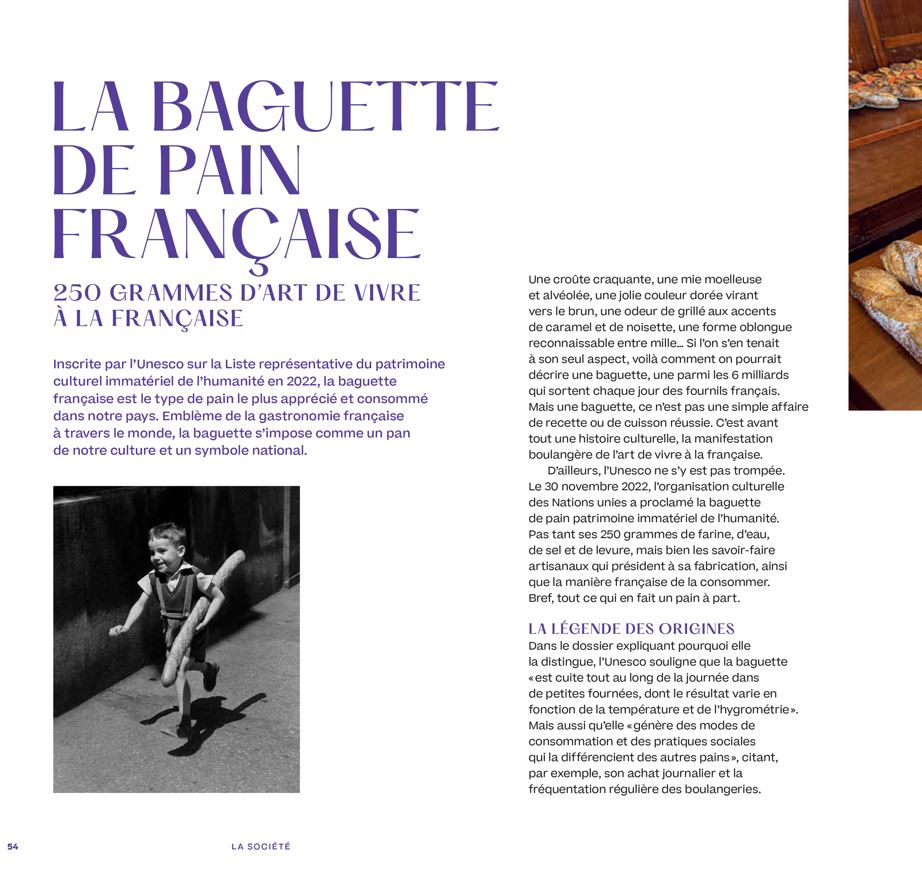 LA BAGUETTE
DE PAIN
FRANÇAISE
250 GRAMMES D’ART DE VIVRE
À LA FRANÇAISE
Inscrite par l’Unesco sur la Liste représentative du patrimoine
culturel immatériel de l’humanité en 2022, la baguette
française est le type de pain le plus apprécié et consommé
dans notre pays. Emblème de la gastronomie française
à travers le monde, la baguette s’impose comme un pan
de notre culture et un symbole national.
Une croûte craquante, une mie moelleuse
et alvéolée, une jolie couleur dorée virant
vers le brun, une odeur de grillé aux accents
de caramel et de noisette, une forme oblongue
reconnaissable entre mille… Si l’on s’en tenait
à son seul aspect, voilà comment on pourrait
décrire une baguette, une parmi les 6 milliards
qui sortent chaque jour des fournils français.
Mais une baguette, ce n’est pas une simple affaire
de recette ou de cuisson réussie. C’est avant
tout une histoire culturelle, la manifestation
boulangère de l’art de vivre à la française.
D’ailleurs, l’Unesco ne s’y est pas trompée.
Le 30 novembre 2022, l’organisation culturelle
des Nations unies a proclamé la baguette
de pain patrimoine immatériel de l’humanité.
Pas tant ses 250 grammes de farine, d’eau,
de sel et de levure, mais bien les savoir-faire
artisanaux qui président à sa fabrication, ainsi
que la manière française de la consommer.
Bref, tout ce qui en fait un pain à part.
LA LÉGENDE DES ORIGINES
Dans le dossier expliquant pourquoi elle
la distingue, l’Unesco souligne que la baguette
«est cuite tout au long de la journée dans
de petites fournées, dont le résultat varie en
fonction de la température et de l’hygrométrie».
Mais aussi qu’elle «génère des modes de
consommation et des pratiques sociales
qui la différencient des autres pains», citant,
par exemple, son achat journalier et la
fréquentation régulière des boulangeries.
54
LA SOCIÉTÉ